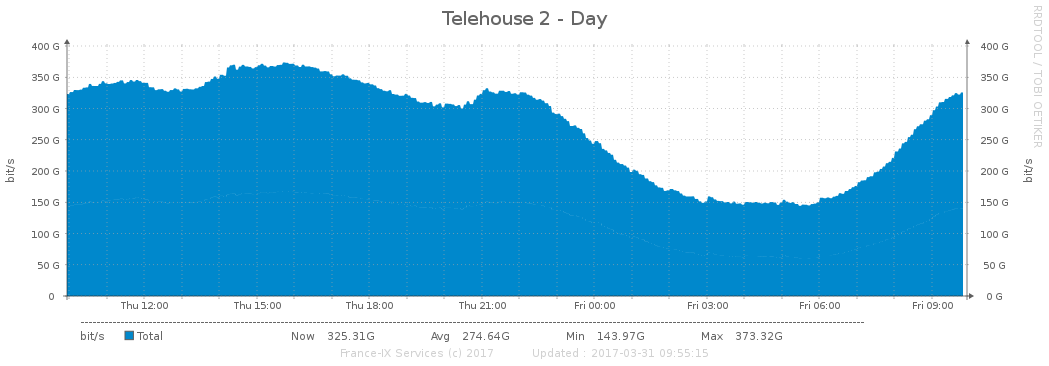 Telehouse 2 - Day
RRDTOOL / TOBI OETIKER
bit/s
400 G 400 G
350 G 350 G
300 G 300 G
250 G 250 G
200 G 200 G
150 G 150 G
100 G 100 G
50 G 50 G
0 0 G
bit/s
Thu 12:00 Thu 15:00 Thu 18:00 Thu 21:00 Fri 00:00 Fri 03:00 Fri 06:00 Fri 09:00
bit/s Total Now 325.31G Avg 274.64G Min 143.97G Max 373.32G
France-IX Services (c) 2017 Updated : 2017-03-31 09:55:15